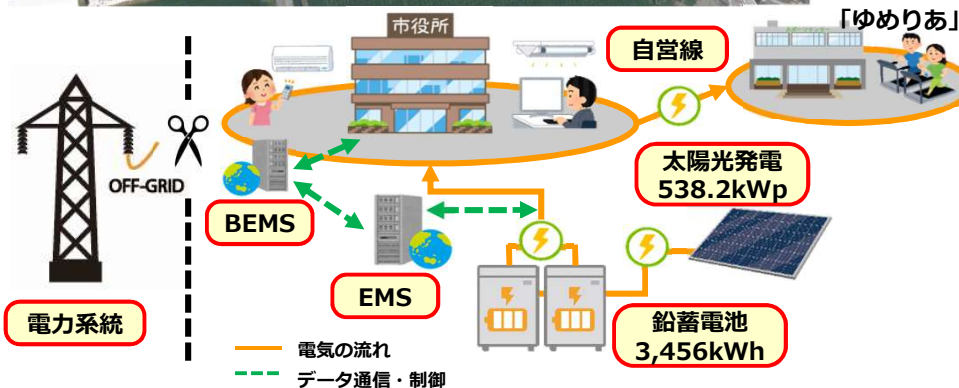 「ゆめりあ」
市役所
自営線
OFF-GRID
太陽光発電
538.2kWp
BEMS
EMS
電力系統
鉛蓄電池
3,456kWh
電気の流れ
データ通信・制御